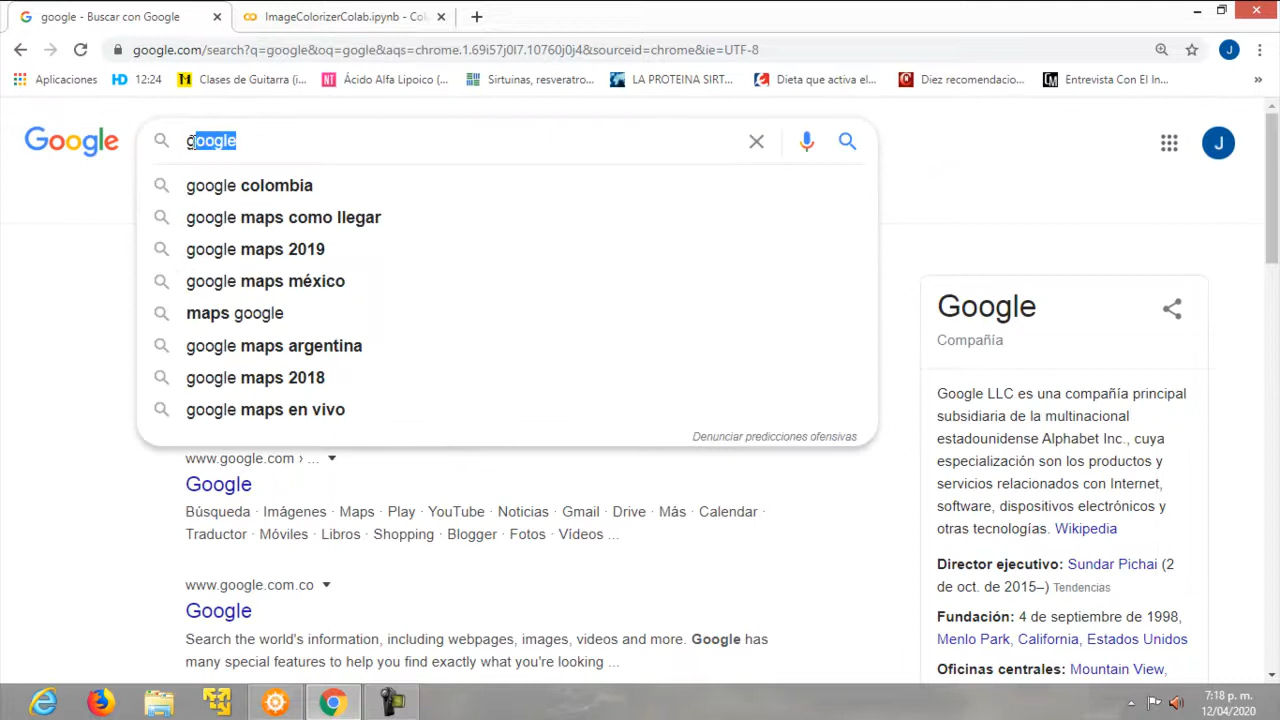 google - Buscar con Google
ImageColorizerColab.ipynb - Col
google.com/search?q=google&oq=gogle&aqs=chrome.1.69i57j0l7.10760j0j4&sourceid=chrome&ie=UTF-8
J
Aplicaciones
HD 12:24
Clases de Guitarra (i...
NT Ácido Alfa Lipoico (...
Sirtuinas, resveratro...
LA PROTEINA SIRT...
Dieta que activa el...
Diez recomendacio...
Entrevista Con El In...
Google
google
J
google colombia
google maps como llegar
google maps 2019
google maps méxico
maps google
google maps argentina
google maps 2018
google maps en vivo
Denunciar predicciones ofensivas
www.google.com › ...
Google
Búsqueda · Imágenes · Maps · Play · YouTube · Noticias · Gmail · Drive · Más · Calendar ·
Traductor · Móviles · Libros · Shopping · Blogger · Fotos · Vídeos ...
www.google.com.co
Google
Search the world's information, including webpages, images, videos and more. Google has
many special features to help you find exactly what you're looking ...
Google
Compañía
Google LLC es una compañía principal
subsidiaria de la multinacional
estadounidense Alphabet Inc., cuya
especialización son los productos y
servicios relacionados con Internet,
software, dispositivos electrónicos y
otras tecnologías. Wikipedia
Director ejecutivo: Sundar Pichai (2
de oct. de 2015–) Tendencias
Fundación: 4 de septiembre de 1998,
Menlo Park, California, Estados Unidos
Oficinas centrales: Mountain View,
7:18 p. m.
12/04/2020